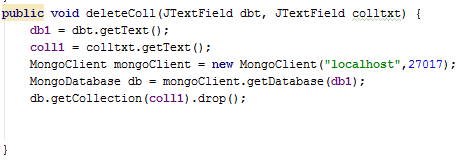 public void deleteColl(JTextField dbt, JTextField colltxt) {
db1 = dbt.getText();
coll1 = colltxt.getText();
MongoClient mongoClient = new MongoClient("localhost",27017);
MongoDatabase db = mongoClient.getDatabase(db1);
db.getCollection(coll1).drop();
}